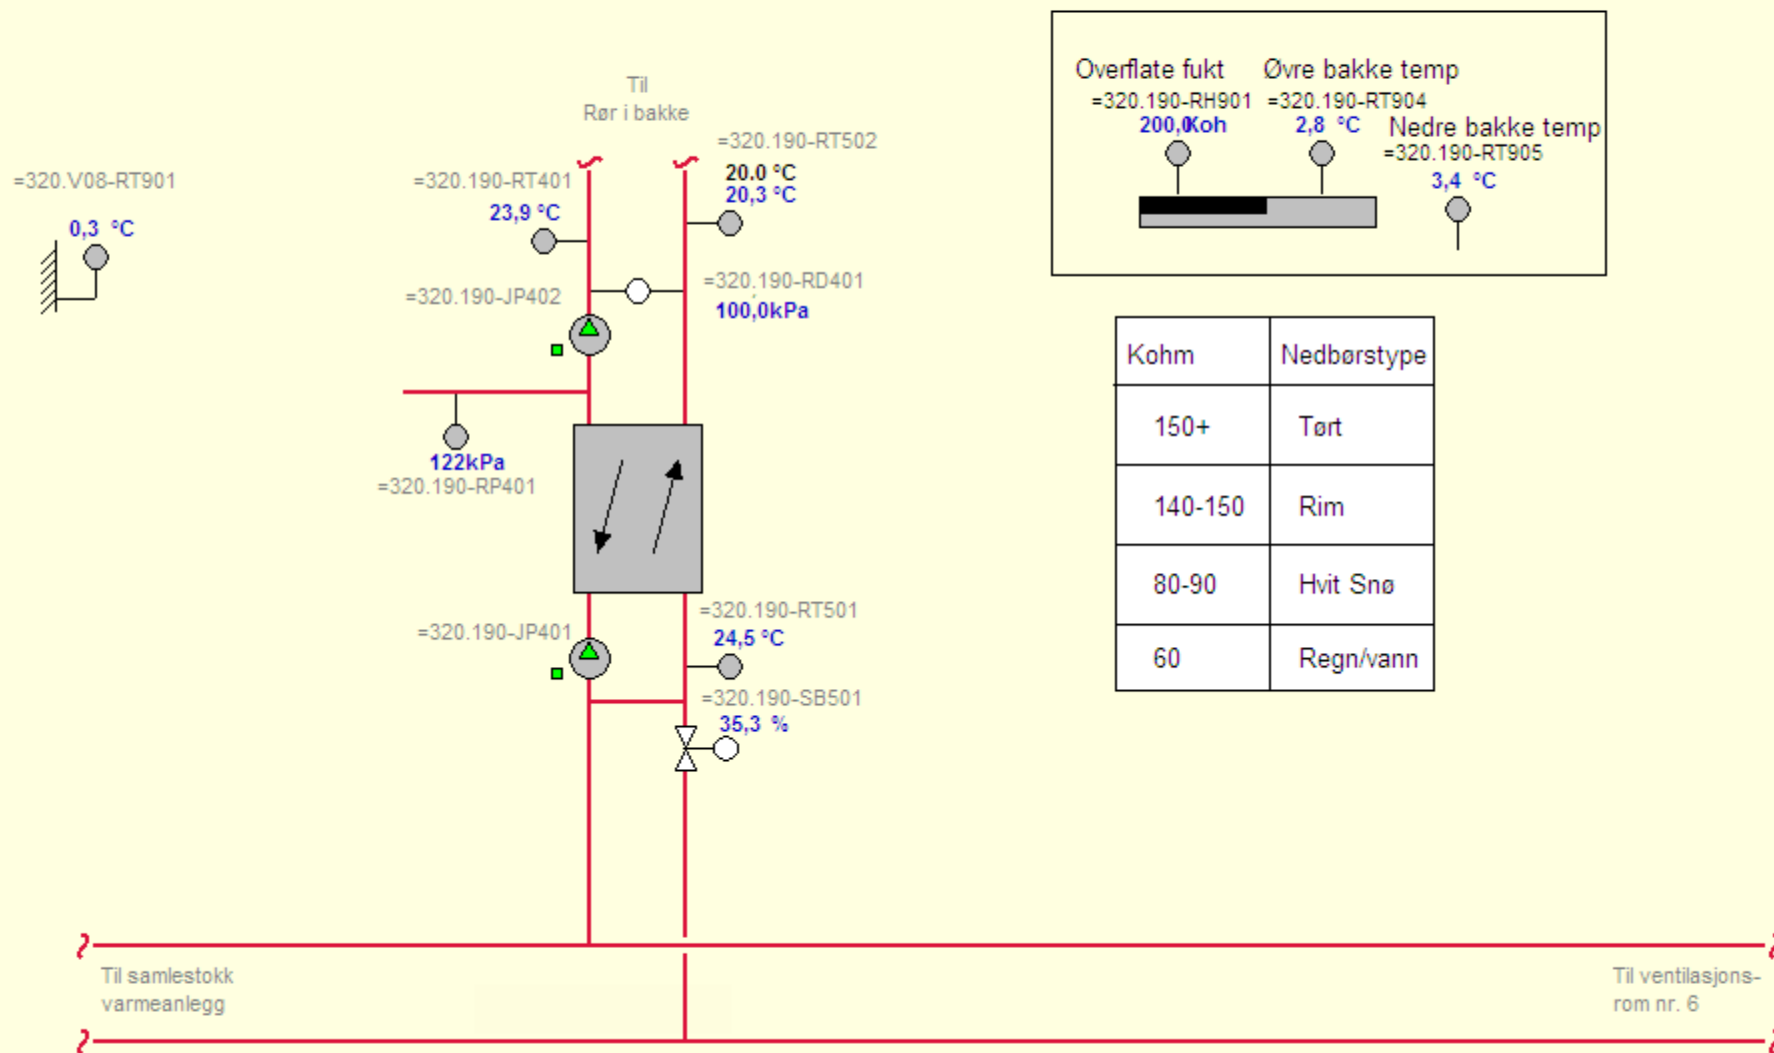 Til
Rør i bakke
=320.V08-RT901
0,3 °C
=320.190-RT401
23,9 °C
=320.190-RT502
20.0 °C
20,3 °C
=320.190-JP402
=320.190-RD401
100,0kPa
122kPa
=320.190-RP401
=320.190-JP401
=320.190-RT501
24,5 °C
=320.190-SB501
35,3 %
Overflate fukt
Øvre bakke temp
=320.190-RH901
=320.190-RT904
200,0Koh
2,8 °C
Nedre bakke temp
=320.190-RT905
3,4 °C
Kohm Nedbørstype
150+ Tørt
140-150 Rim
80-90 Hvit Snø
60 Regn/vann
Til samlestokk
varmeanlegg
Til ventilasjons-
rom nr. 6